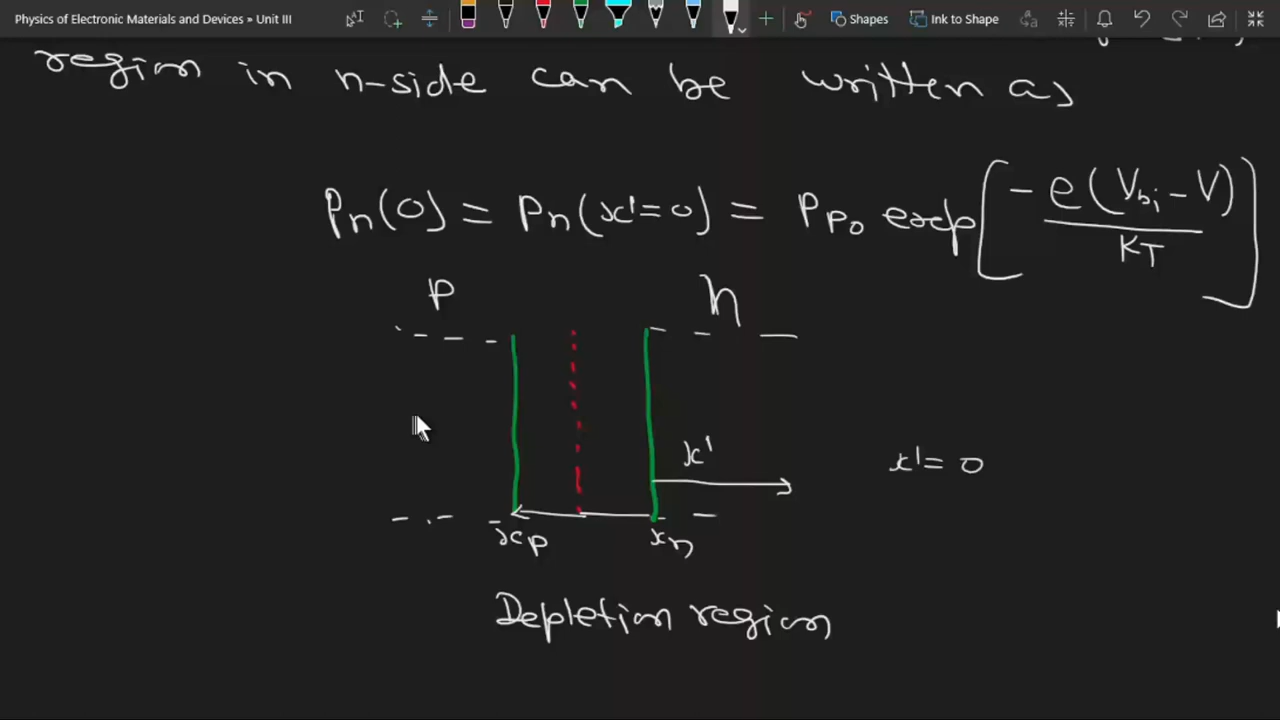 Physics of Electronic Materials and Devices » Unit III
Shapes
Ink to Shape
region in n-side can be written as
Pn(0) = Pn(x'=0) = Ppo exp[-e(Vbi-V)/KT]
P n
x' x'= 0
xp xn
Depletion region